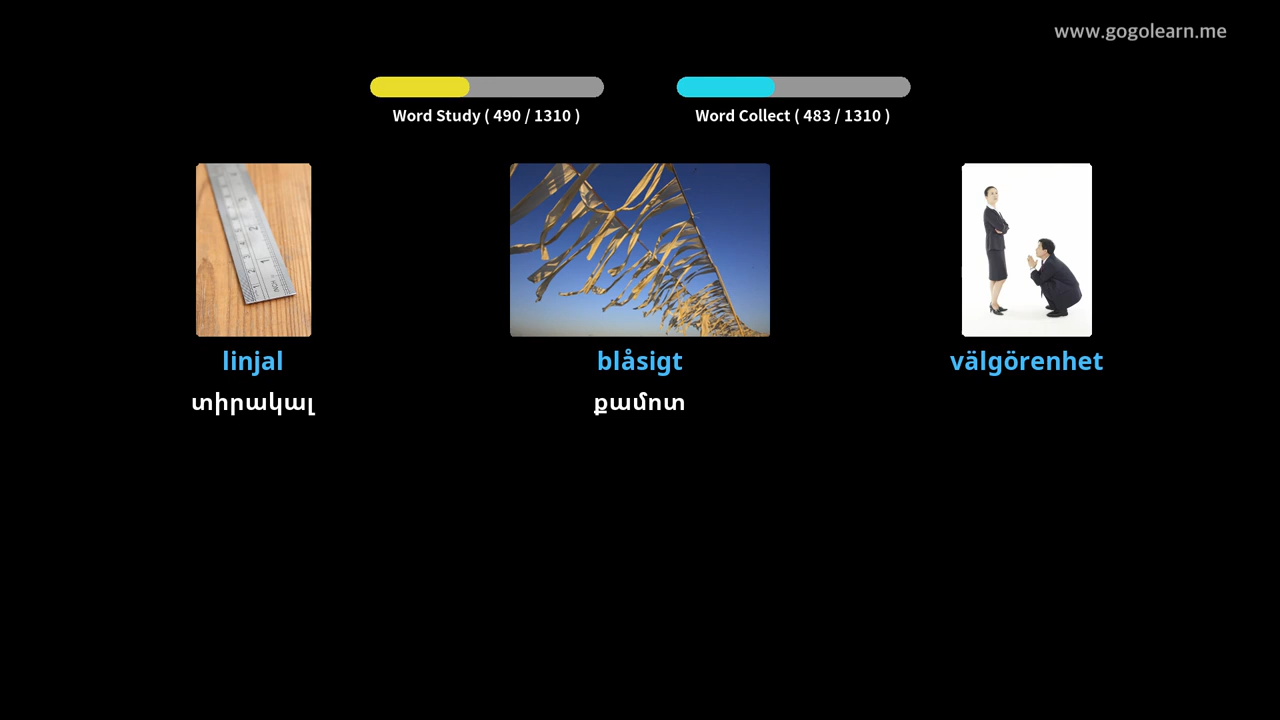 www.gogolearn.me
Word Study ( 490 / 1310 )
Word Collect ( 483 / 1310 )
linjal
blåsigt
välgörenhet
տիրակալ
քամոտ